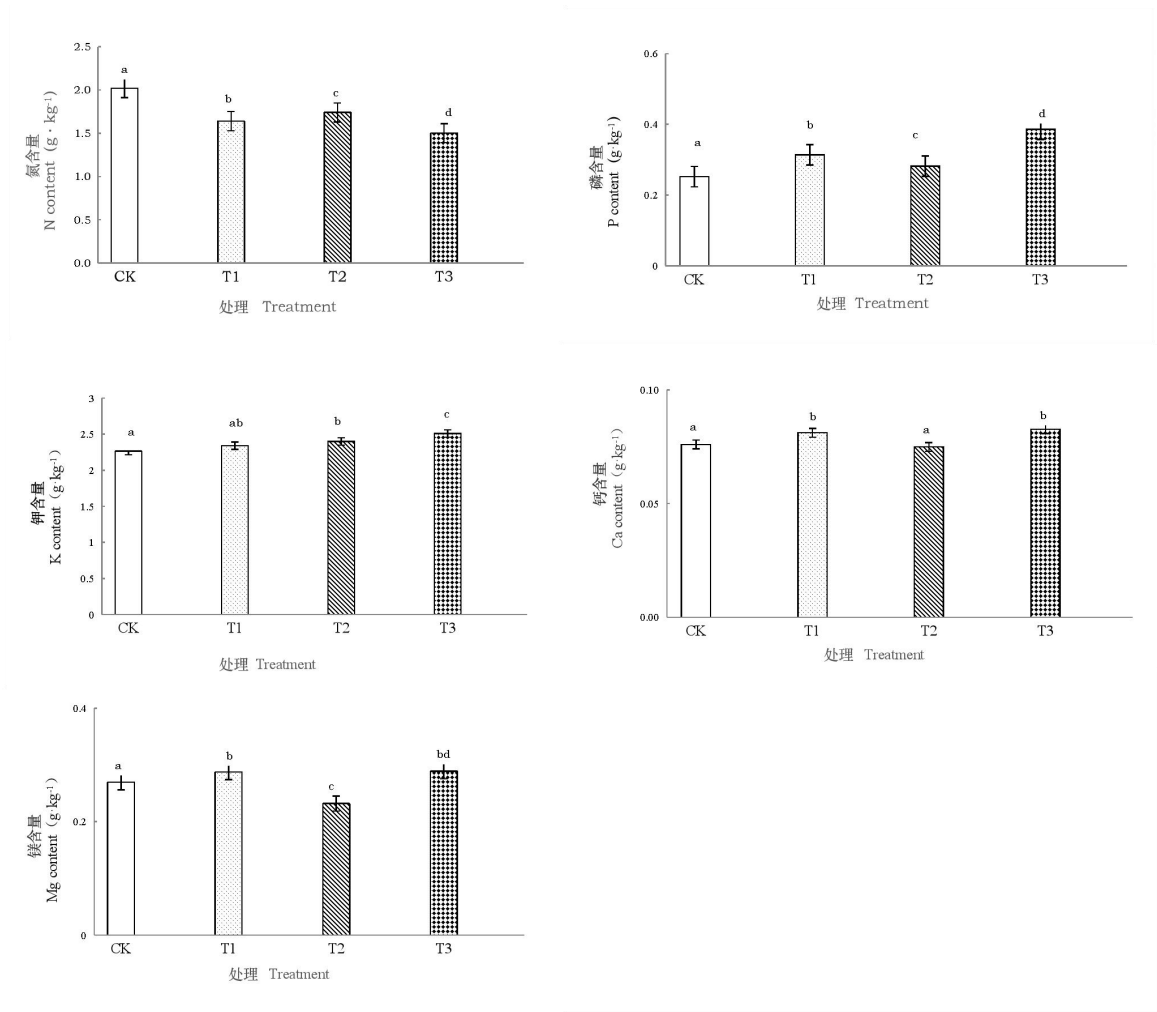 氮含量
N content (g·kg-1)
2.5
2.0
1.5
1.0
0.5
0.0
a
b
c
d
CK
T1
T2
T3
处理 Treatment
磷含量
P content (g·kg-1)
0.6
0.4
0.2
0
a
b
c
d
CK
T1
T2
T3
处理 Treatment
钾含量
K content (g·kg-1)
3
2.5
2
1.5
1
0.5
0
a
ab
b
c
CK
T1
T2
T3
处理 Treatment
钙含量
Ca content (g·kg-1)
0.10
0.05
0.00
a
b
a
b
CK
T1
T2
T3
处理 Treatment
镁含量
Mg content (g·kg-1)
0.4
0.2
0
a
b
c
bd
CK
T1
T2
T3
处理 Treatment